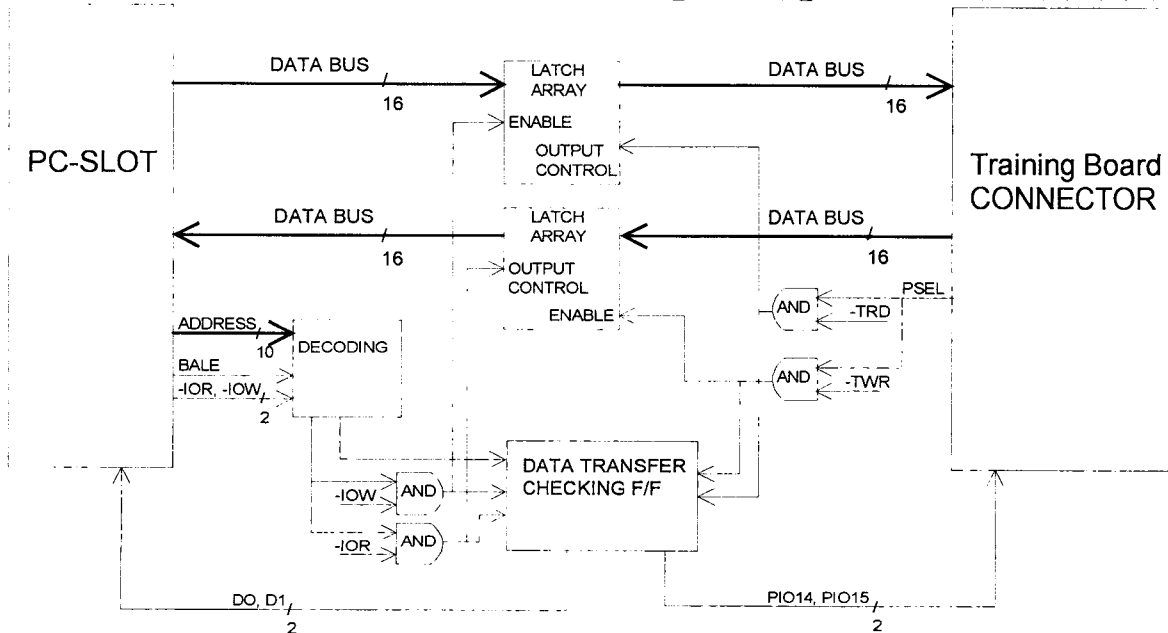 DATA BUS
16
LATCH
ARRAY
DATA BUS
16
ENABLE
PC-SLOT
OUTPUT
CONTROL
Training Board
CONNECTOR
DATA BUS
16
LATCH
ARRAY
DATA BUS
16
OUTPUT
CONTROL
ENABLE
PSEL
AND
-TRD
ADDRESS
10
DECODING
BALE
-IOR, -IOW
2
AND
-TWR
DATA TRANSFER
CHECKING F/F
AND
-IOW
AND
-IOR
DO, D1
2
PIO14, PIO15
2